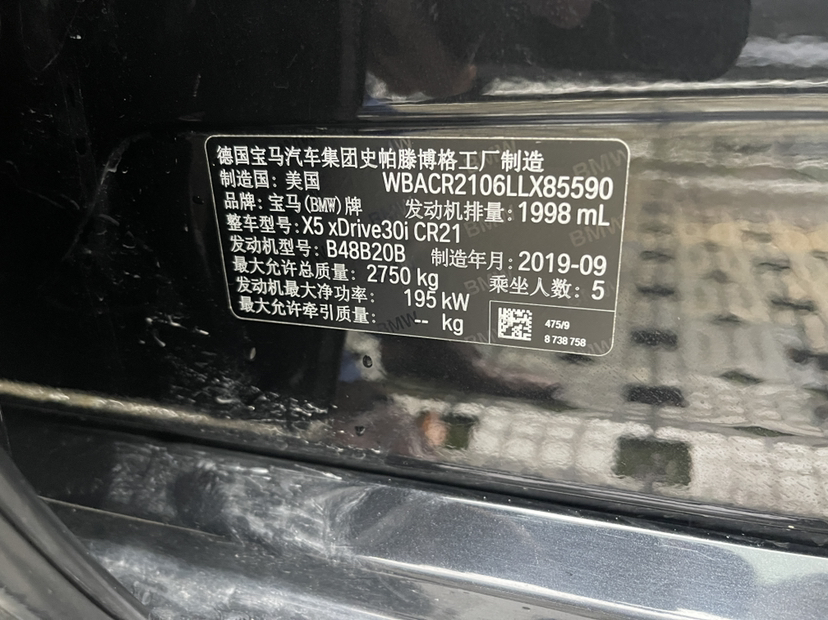 德国宝马汽车集团史帕滕博格工厂制造
制造国：美国 WBACR2106LLX85590
品牌：宝马(BMW)牌 发动机排量：1998 mL
整车型号：X5 xDrive30i CR21
发动机型号：B48B20B 制造年月：2019-09
最大允许总质量：2750 kg 乘坐人数：5
发动机最大净功率：195 kW
最大允许牵引质量：-- kg
475/9
8 738 758